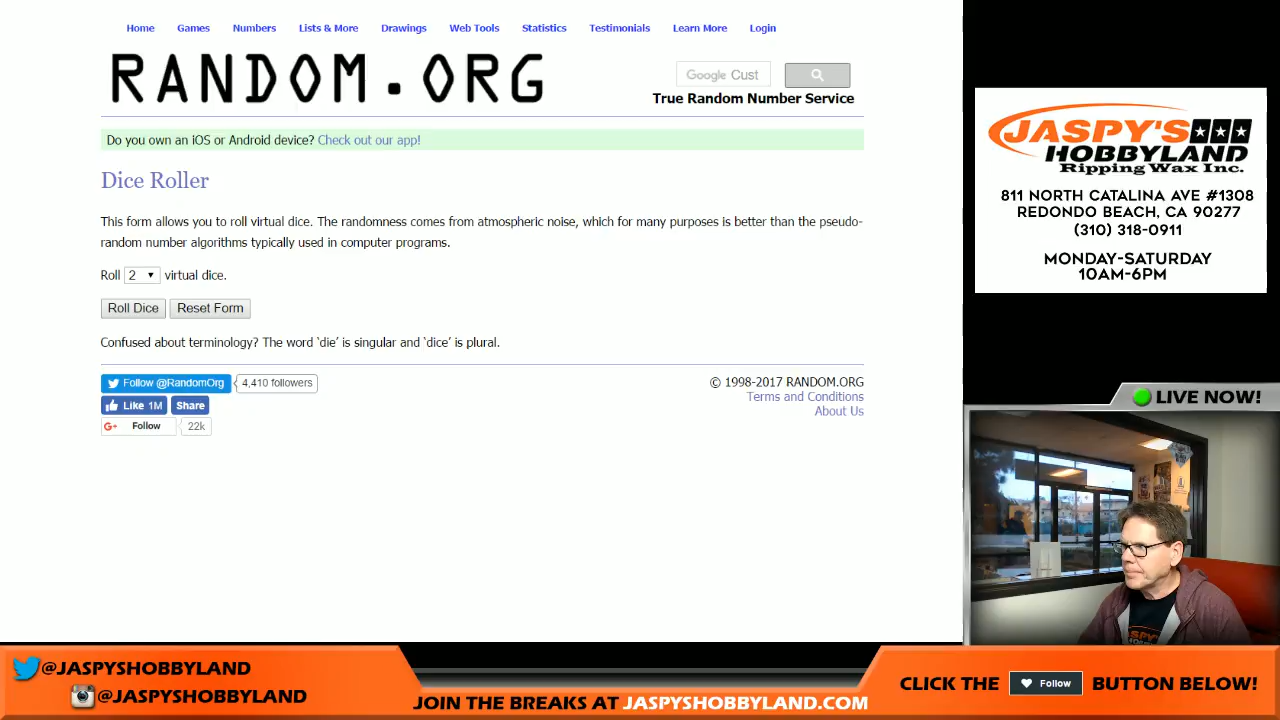 Home Games Numbers Lists & More Drawings Web Tools Statistics Testimonials Learn More Login
RANDOM.ORG
Google Cust
True Random Number Service
Do you own an iOS or Android device? Check out our app!
Dice Roller
This form allows you to roll virtual dice. The randomness comes from atmospheric noise, which for many purposes is better than the pseudo-
random number algorithms typically used in computer programs.
Roll 2 virtual dice.
Roll Dice Reset Form
Confused about terminology? The word ‘die’ is singular and ‘dice’ is plural.
Follow @RandomOrg 4,410 followers
Like 1M Share
G+ Follow 22k
© 1998-2017 RANDOM.ORG
Terms and Conditions
About Us
JASPY'S
HOBBYLAND
Ripping Wax Inc.
811 NORTH CATALINA AVE #1308
REDONDO BEACH, CA 90277
(310) 318-0911
MONDAY-SATURDAY
10AM-6PM
LIVE NOW!
@JASPYSHOBBYLAND
@JASPYSHOBBYLAND
JOIN THE BREAKS AT JASPYSHOBBYLAND.COM
CLICK THE Follow BUTTON BELOW!